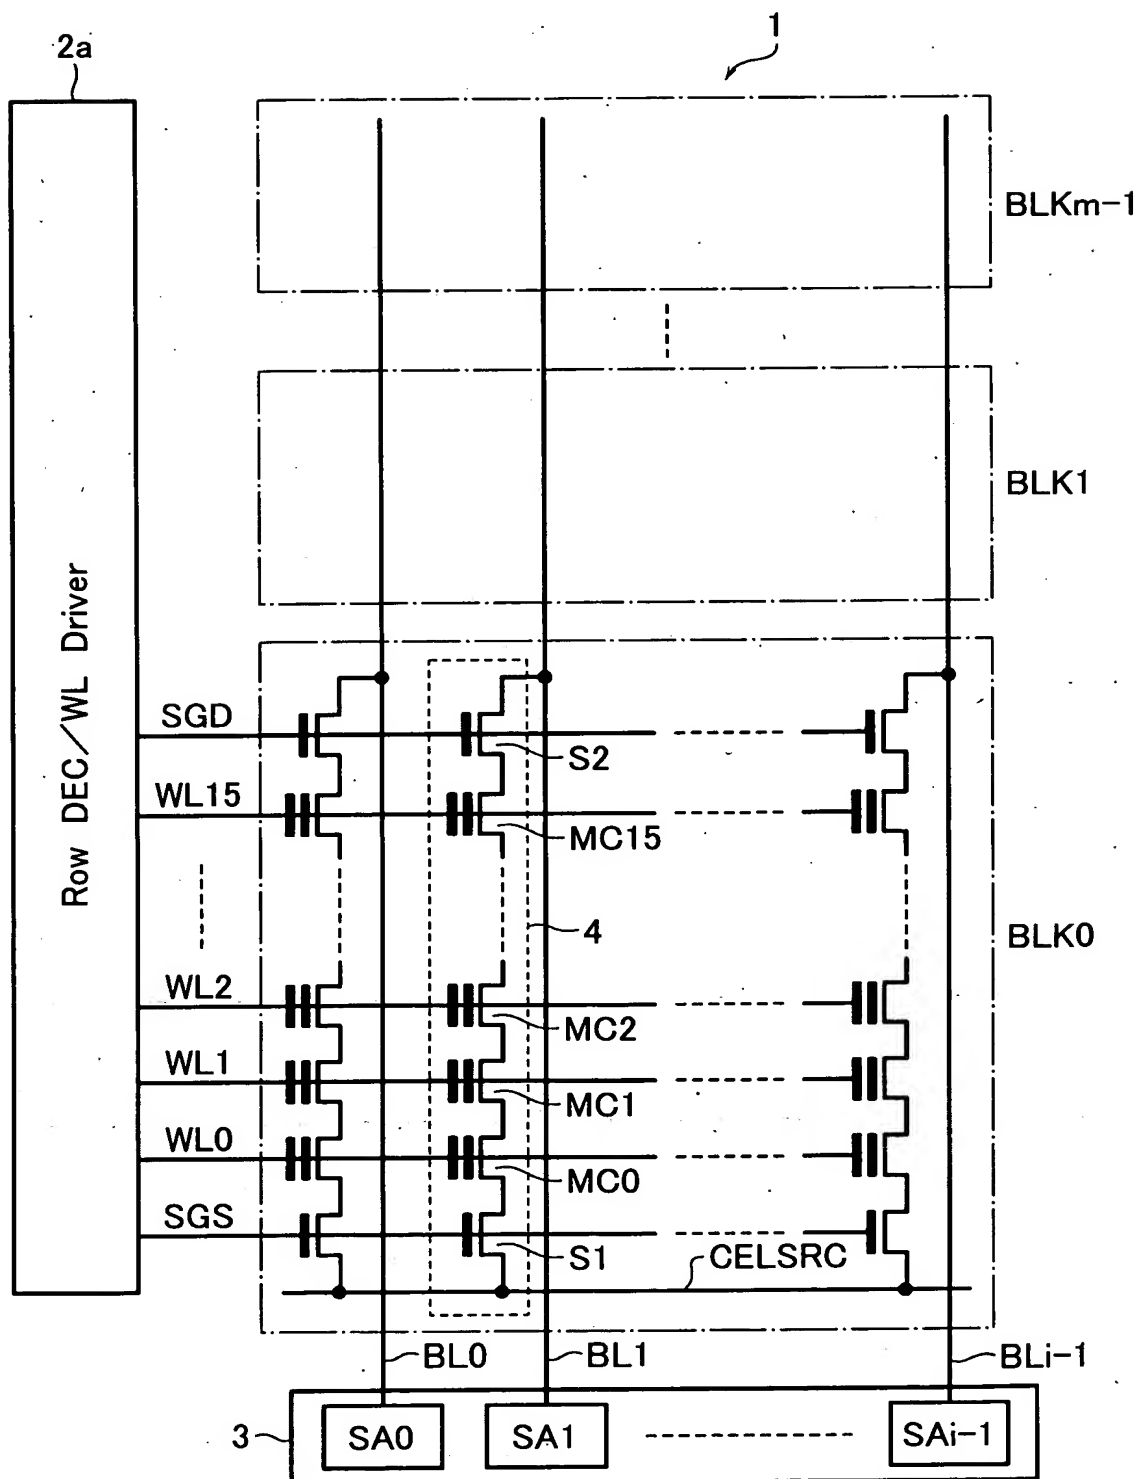 1
2a
BLKm-1
BLK1
Row DEC/WL Driver
SGD
S2
WL15
MC15
4
BLK0
WL2
MC2
WL1
MC1
WL0
MC0
SGS
S1
CELSRC
BL0
BL1
BLi-1
3
SA0
SA1
SAi-1